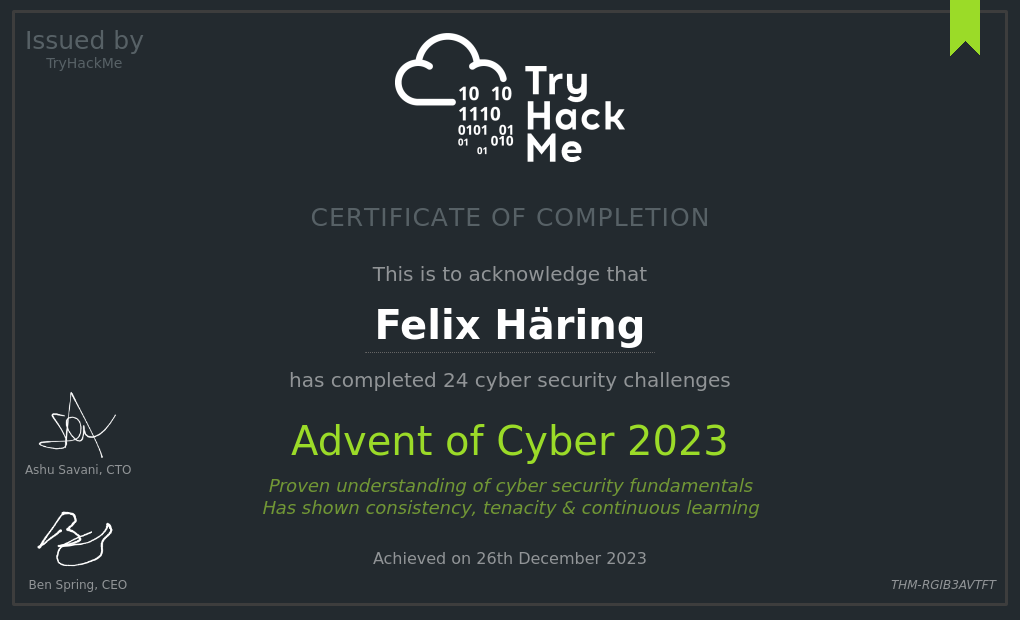 Issued by
TryHackMe
10 10
1110
0101 01
01 010
01
Try
Hack
Me
CERTIFICATE OF COMPLETION
This is to acknowledge that
Felix Häring
has completed 24 cyber security challenges
Advent of Cyber 2023
Proven understanding of cyber security fundamentals
Has shown consistency, tenacity & continuous learning
Achieved on 26th December 2023
Ashu Savani, CTO
Ben Spring, CEO
THM-RGIB3AVTFT